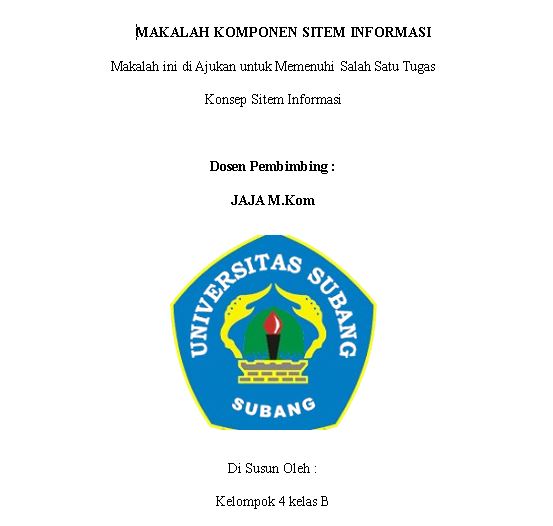 MAKALAH KOMPONEN SITEM INFORMASI
Makalah ini di Ajukan untuk Memenuhi Salah Satu Tugas
Konsep Sitem Informasi
Dosen Pembimbing :
JAJA M.Kom
UNIVERSITAS SUBANG
SUBANG
Di Susun Oleh :
Kelompok 4 kelas B